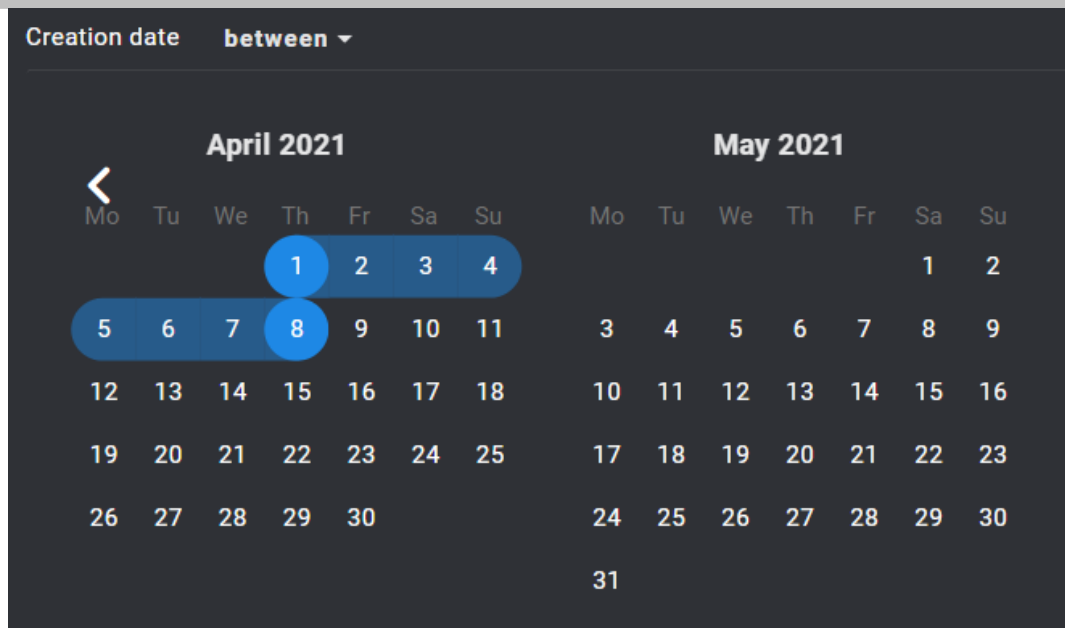 Creation date between
April 2021
Mo Tu We Th Fr Sa Su
1 2 3 4
5 6 7 8 9 10 11
12 13 14 15 16 17 18
19 20 21 22 23 24 25
26 27 28 29 30
May 2021
Mo Tu We Th Fr Sa Su
1 2
3 4 5 6 7 8 9
10 11 12 13 14 15 16
17 18 19 20 21 22 23
24 25 26 27 28 29 30
31